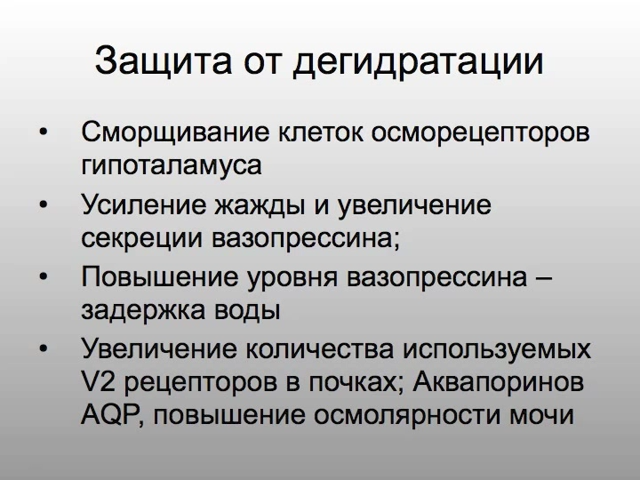 Защита от дегидратации
• Сморщивание клеток осморецепторов
гипоталамуса
• Усиление жажды и увеличение
секреции вазопрессина;
• Повышение уровня вазопрессина –
задержка воды
• Увеличение количества используемых
V2 рецепторов в почках; Аквапоринов
AQP, повышение осмолярности мочи